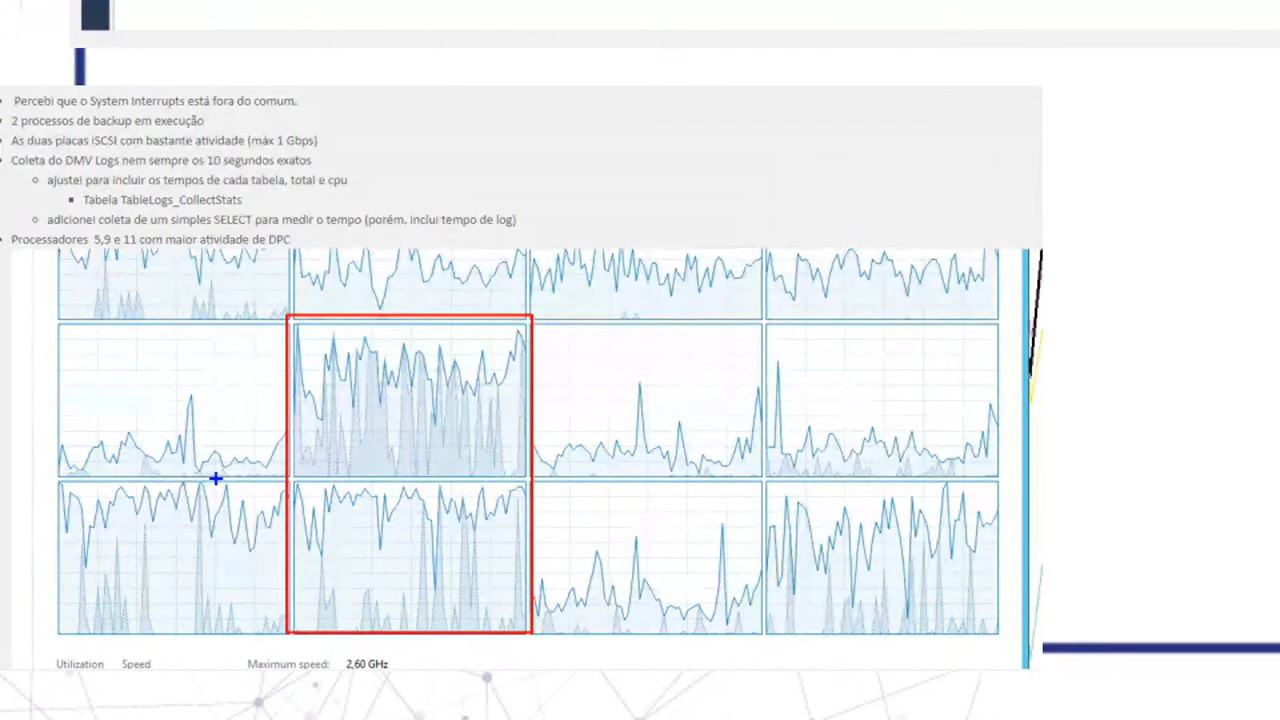 Percebi que o System Interrupts está fora do comum.
2 processos de backup em execução
As duas placas iSCSI com bastante atividade (máx 1 Gbps)
Coleta do DMV Logs nem sempre os 10 segundos exatos
ajustei para incluir os tempos de cada tabela, total e cpu
Tabela TableLogs_CollectStats
adicionei coleta de um simples SELECT para medir o tempo (porém, inclui tempo de log)
Processadores 5,9 e 11 com maior atividade de DPC
Utilization Speed Maximum speed: 2,60 GHz